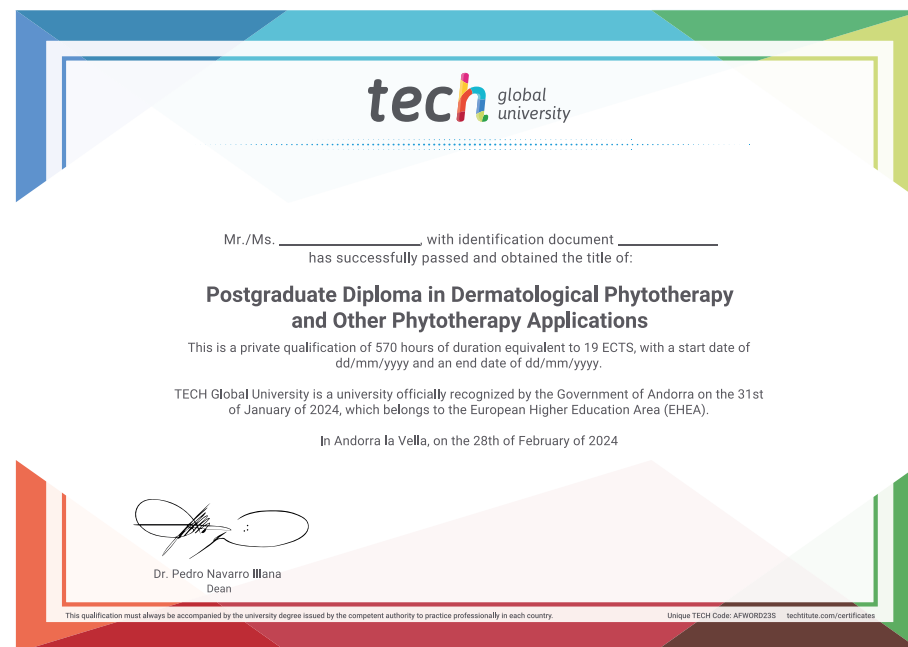 tech global university
Mr./Ms. ____________, with identification document ____________
has successfully passed and obtained the title of:
Postgraduate Diploma in Dermatological Phytotherapy
and Other Phytotherapy Applications
This is a private qualification of 570 hours of duration equivalent to 19 ECTS, with a start date of
dd/mm/yyyy and an end date of dd/mm/yyyy.
TECH Global University is a university officially recognized by the Government of Andorra on the 31st
of January of 2024, which belongs to the European Higher Education Area (EHEA).
In Andorra la Vella, on the 28th of February of 2024
Dr. Pedro Navarro Illana
Dean
This qualification must always be accompanied by the university degree issued by the competent authority to practice professionally in each country.
Unique TECH Code: AFWORD23S techtitute.com/certificates